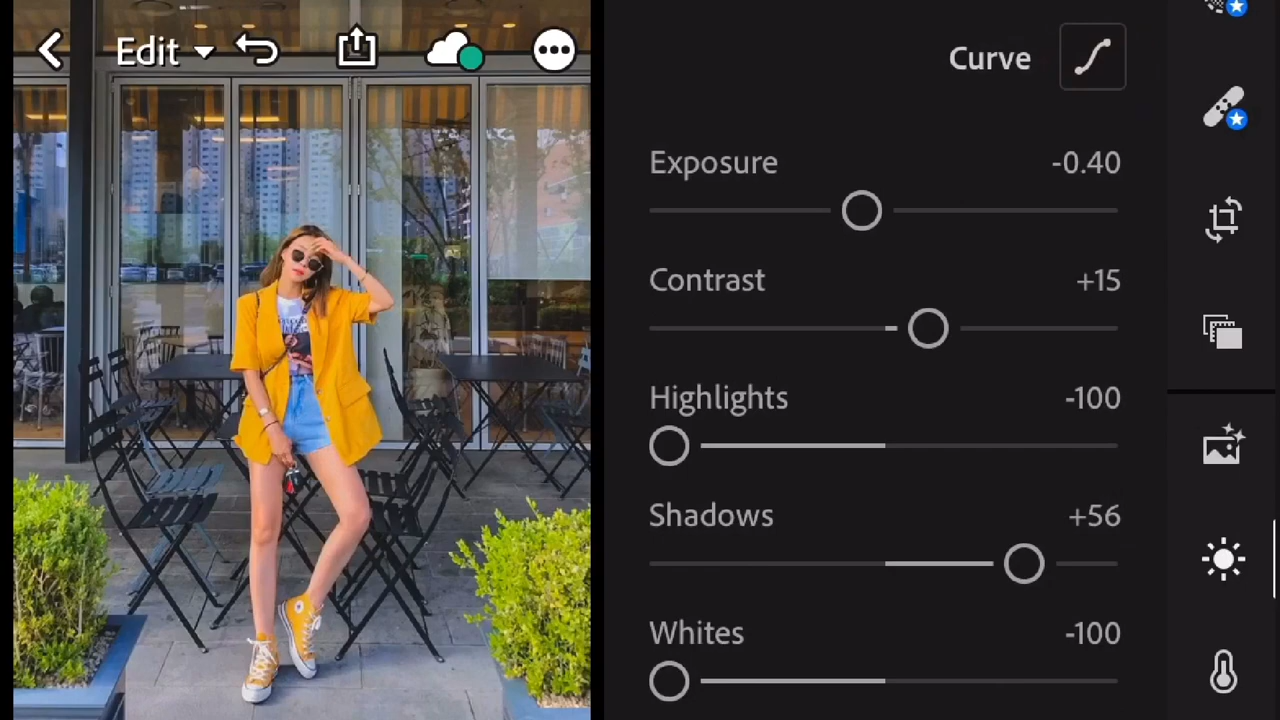 Edit
Curve
Exposure -0.40
Contrast +15
Highlights -100
Shadows +56
Whites -100